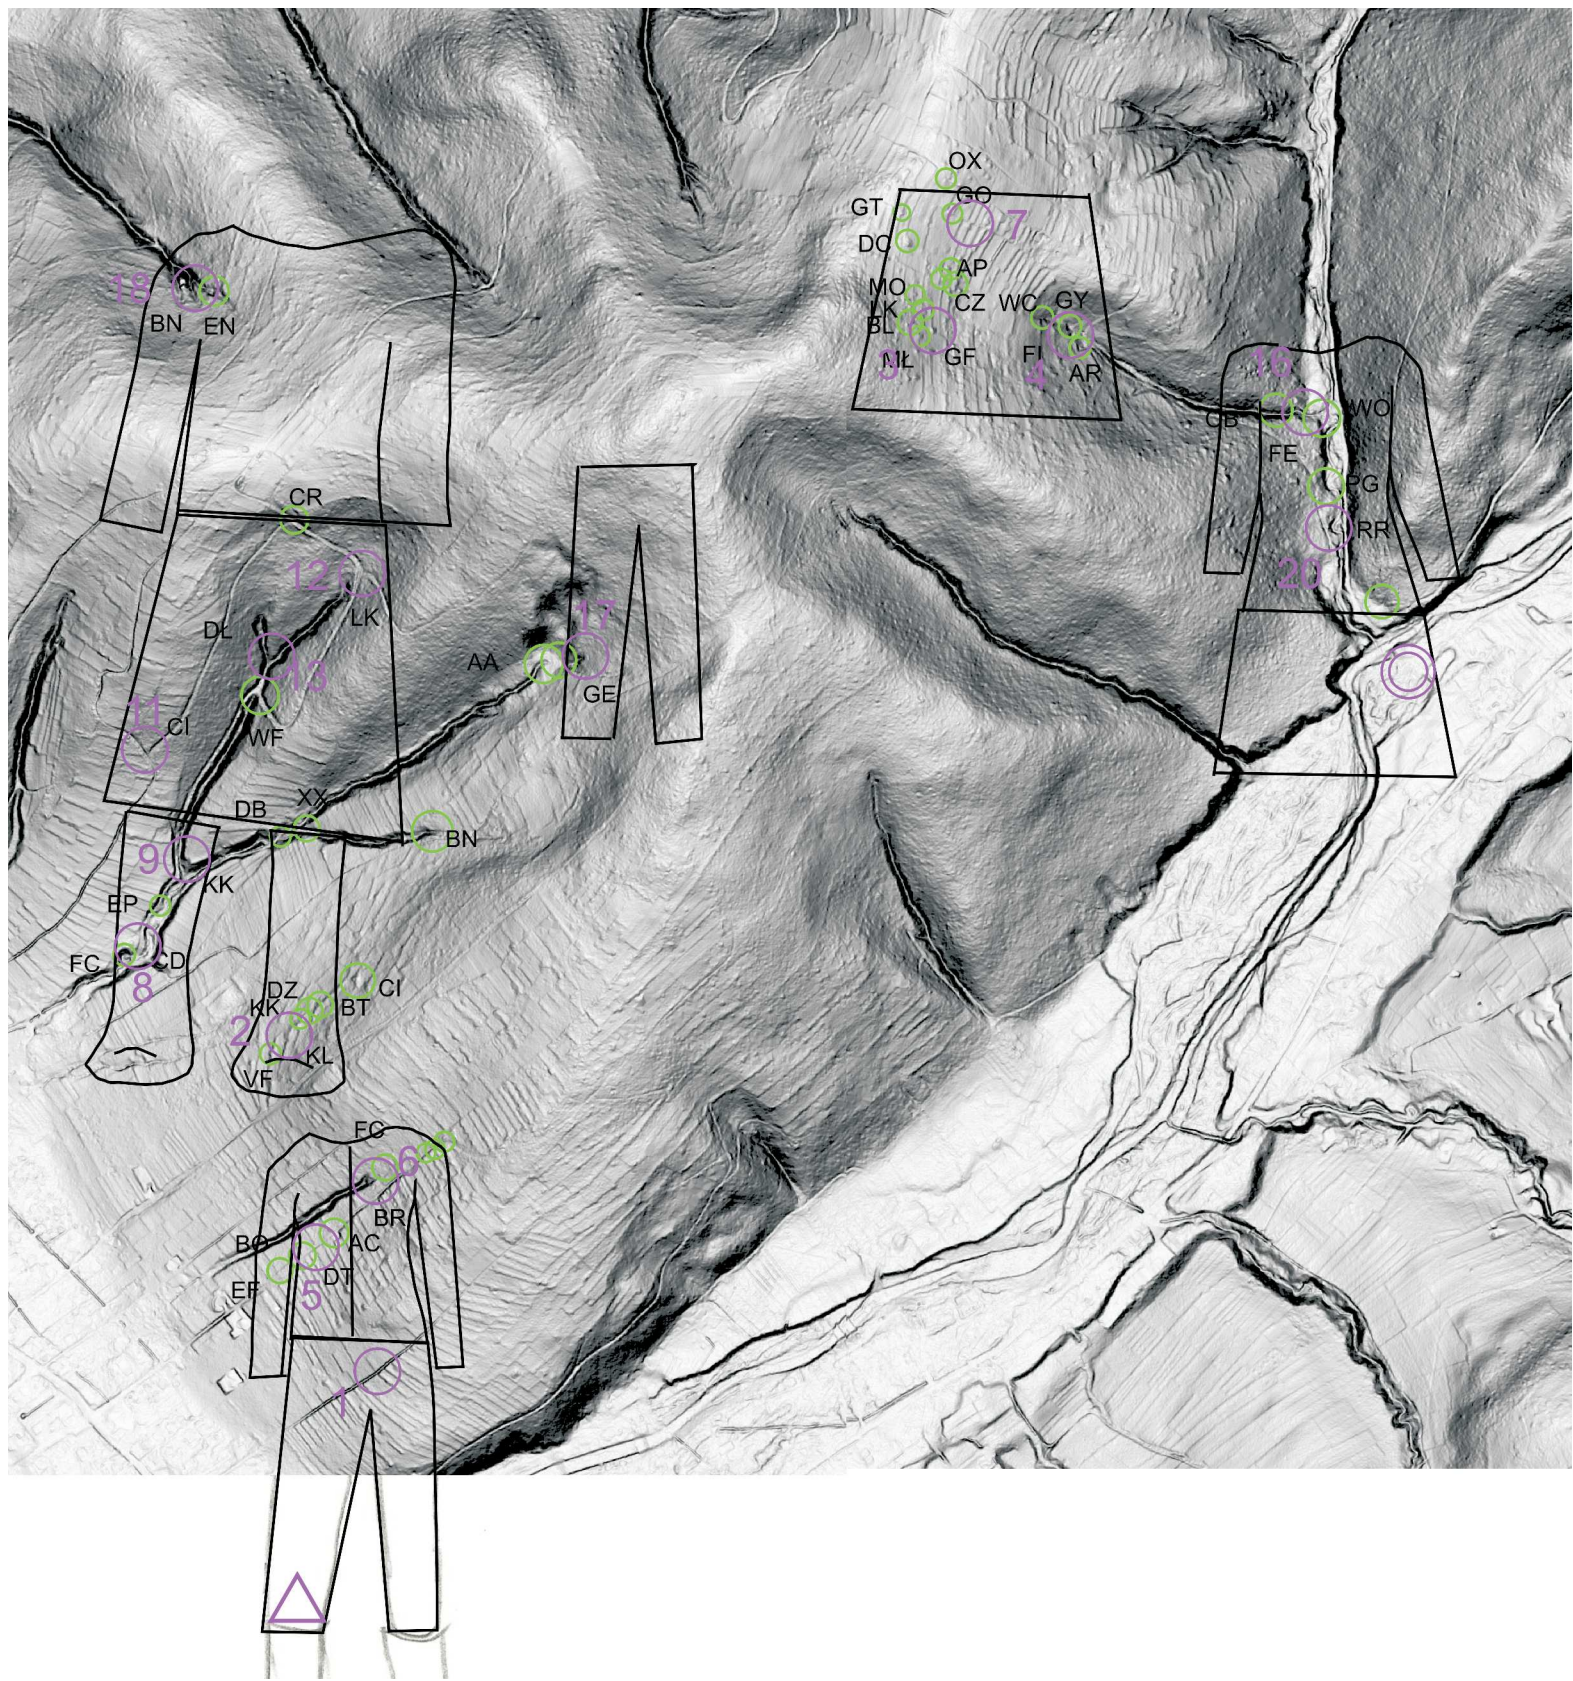 OX
GO
GT
7
DC
AP
MO
CZ
WC
GY
LK
BL
18
BN
EN
MŁ
GF
3
FI
4
AR
16
CB
WO
FE
PG
RR
20
CR
12
LK
DŁ
13
17
AA
GE
11
CI
WF
DB
XX
BN
9
KK
EP
FC
CD
8
CI
DZ
KK
BT
2
KL
VF
FC
6
BR
BO
AC
DT
EF
5
1